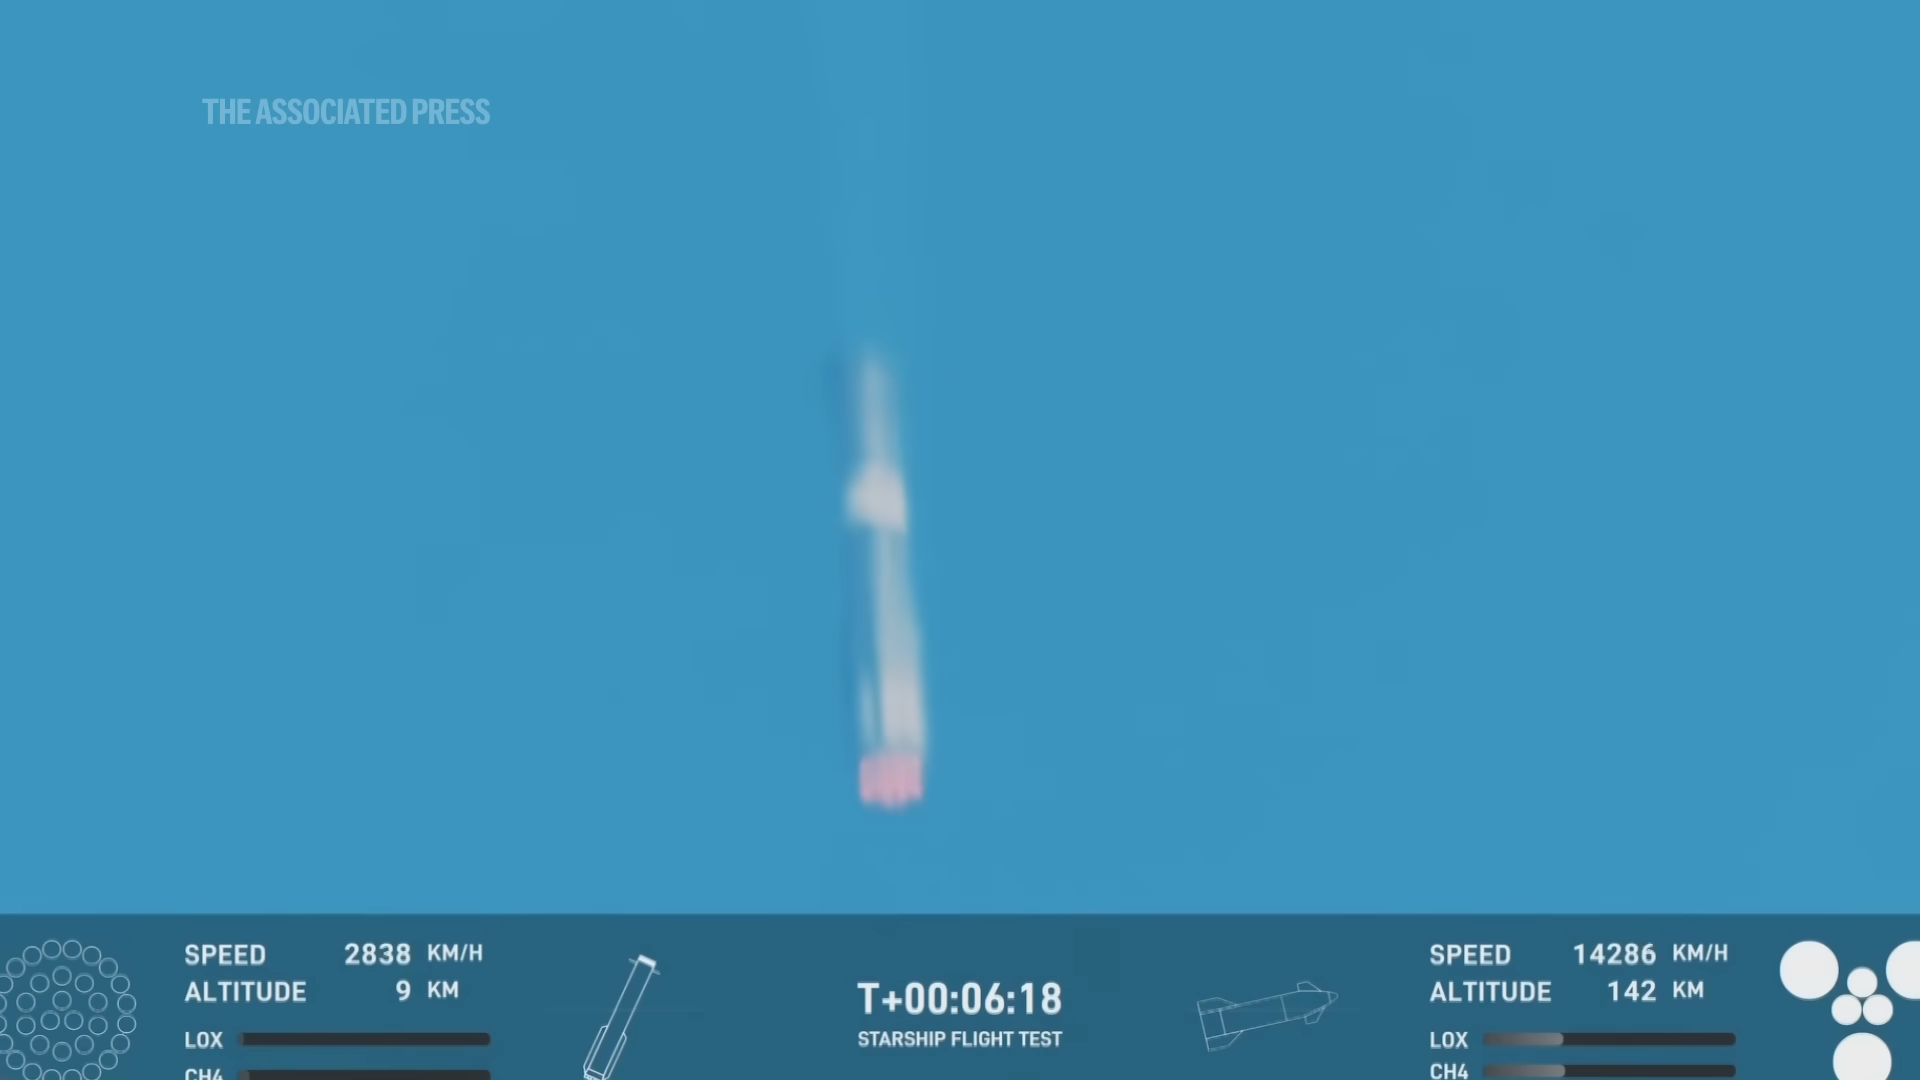 THE ASSOCIATED PRESS
SPEED 2838 KM/H
ALTITUDE 9 KM
LOX
CH4
T+00:06:18
STARSHIP FLIGHT TEST
SPEED 14286 KM/H
ALTITUDE 142 KM
LOX
CH4